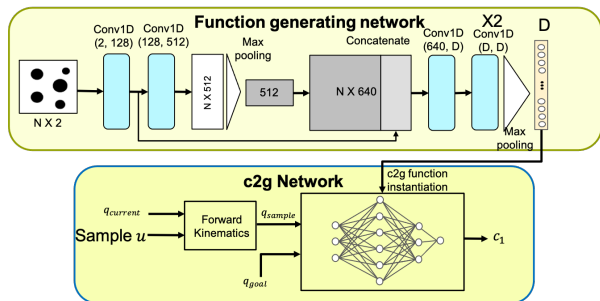 Function generating network
Conv1D
(2, 128)
Conv1D
(128, 512)
Max
pooling
Concatenate
Conv1D
(640, D)
X2
Conv1D
(D, D)
D
N X 2
N X 512
512
N X 640
Max
pooling
c2g Network
c2g function
instantiation
q_current
Sample u
Forward
Kinematics
q_sample
q_goal
c_1